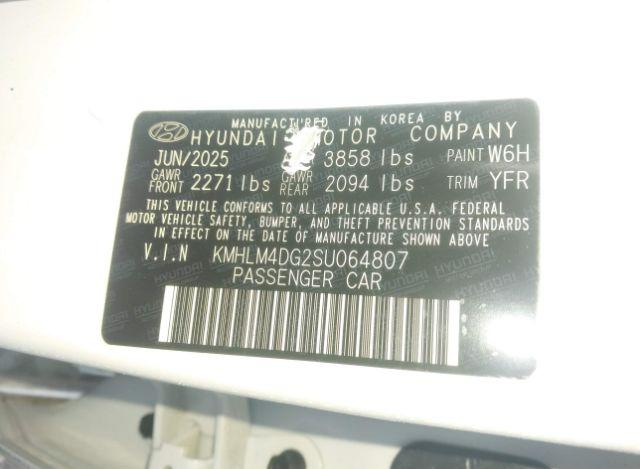 MANUFACTURED IN KOREA BY
HYUNDAI MOTOR COMPANY
JUN/2025 3858 lbs PAINT W6H
GAWR FRONT 2271 lbs GAWR REAR 2094 lbs TRIM YFR
THIS VEHICLE CONFORMS TO ALL APPLICABLE U.S.A. FEDERAL
MOTOR VEHICLE SAFETY, BUMPER, AND THEFT PREVENTION STANDARDS
IN EFFECT ON THE DATE OF MANUFACTURE SHOWN ABOVE.
V.I.N KMHLM4DG2SU064807
PASSENGER CAR